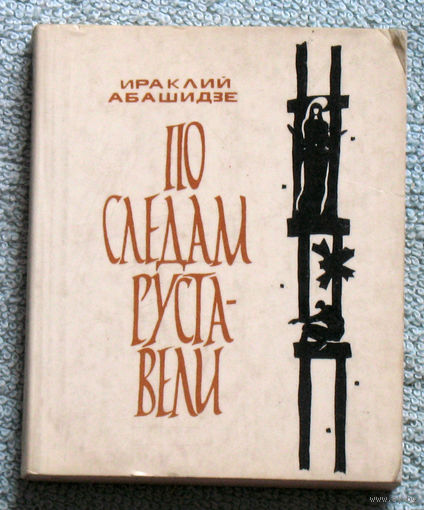 ИРАКЛИЙ
АБАШИДЗЕ
ПО
СЛЕДАМ
РУСТА-
ВЕЛИ